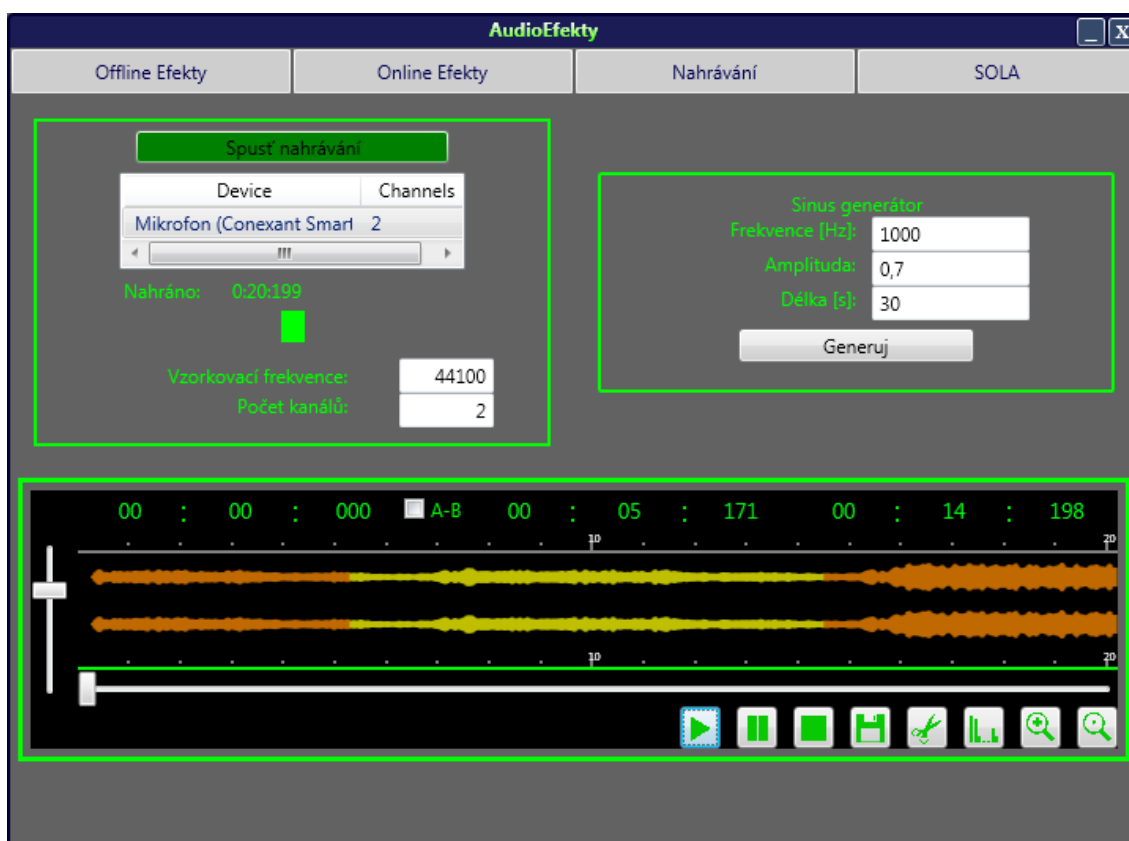 AudioEfekty
_ X
Offline Efekty Online Efekty Nahrávání SOLA
Spusť nahrávání
Device Channels
Mikrofon (Conexant Smart 2
Nahráno: 0:20:199
Vzorkovací frekvence: 44100
Počet kanálů: 2
Sinus generátor
Frekvence [Hz]: 1000
Amplituda: 0,7
Délka [s]: 30
Generuj
00 : 00 : 000 A-B 00 : 05 : 171 00 : 14 : 198
10 20
10 20